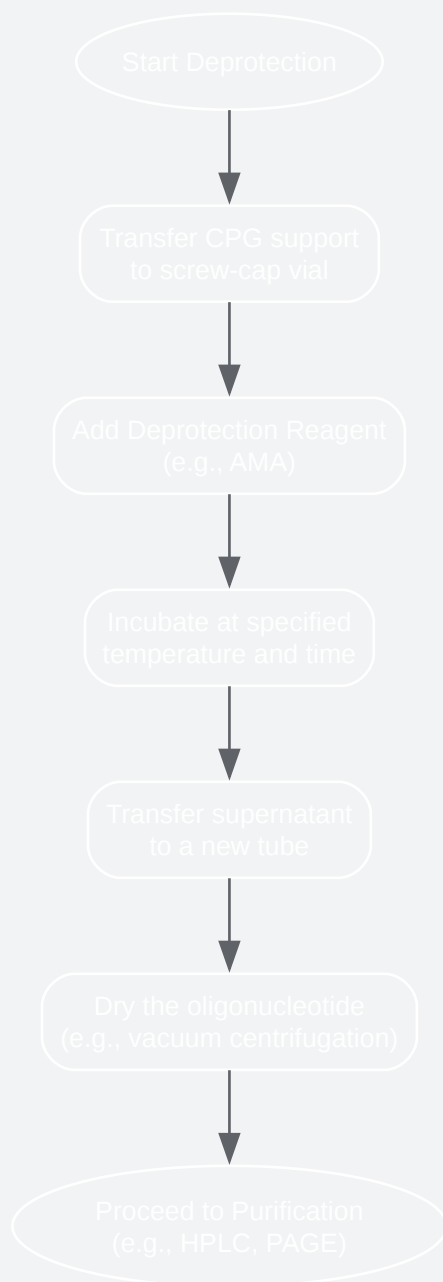 Start Deprotection
Transfer CPG support
to screw-cap vial
Add Deprotection Reagent
(e.g., AMA)
Incubate at specified
temperature and time
Transfer supernatant
to a new tube
Dry the oligonucleotide
(e.g., vacuum centrifugation)
Proceed to Purification
(e.g., HPLC, PAGE)